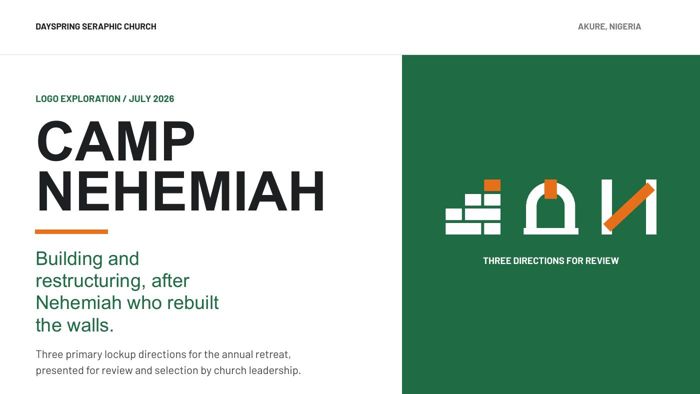 DAYSPRING SERAPHIC CHURCH
AKURE, NIGERIA
LOGO EXPLORATION / JULY 2026
CAMP
NEHEMIAH
Building and
restructuring, after
Nehemiah who rebuilt
the walls.
Three primary lockup directions for the annual retreat,
presented for review and selection by church leadership.
THREE DIRECTIONS FOR REVIEW